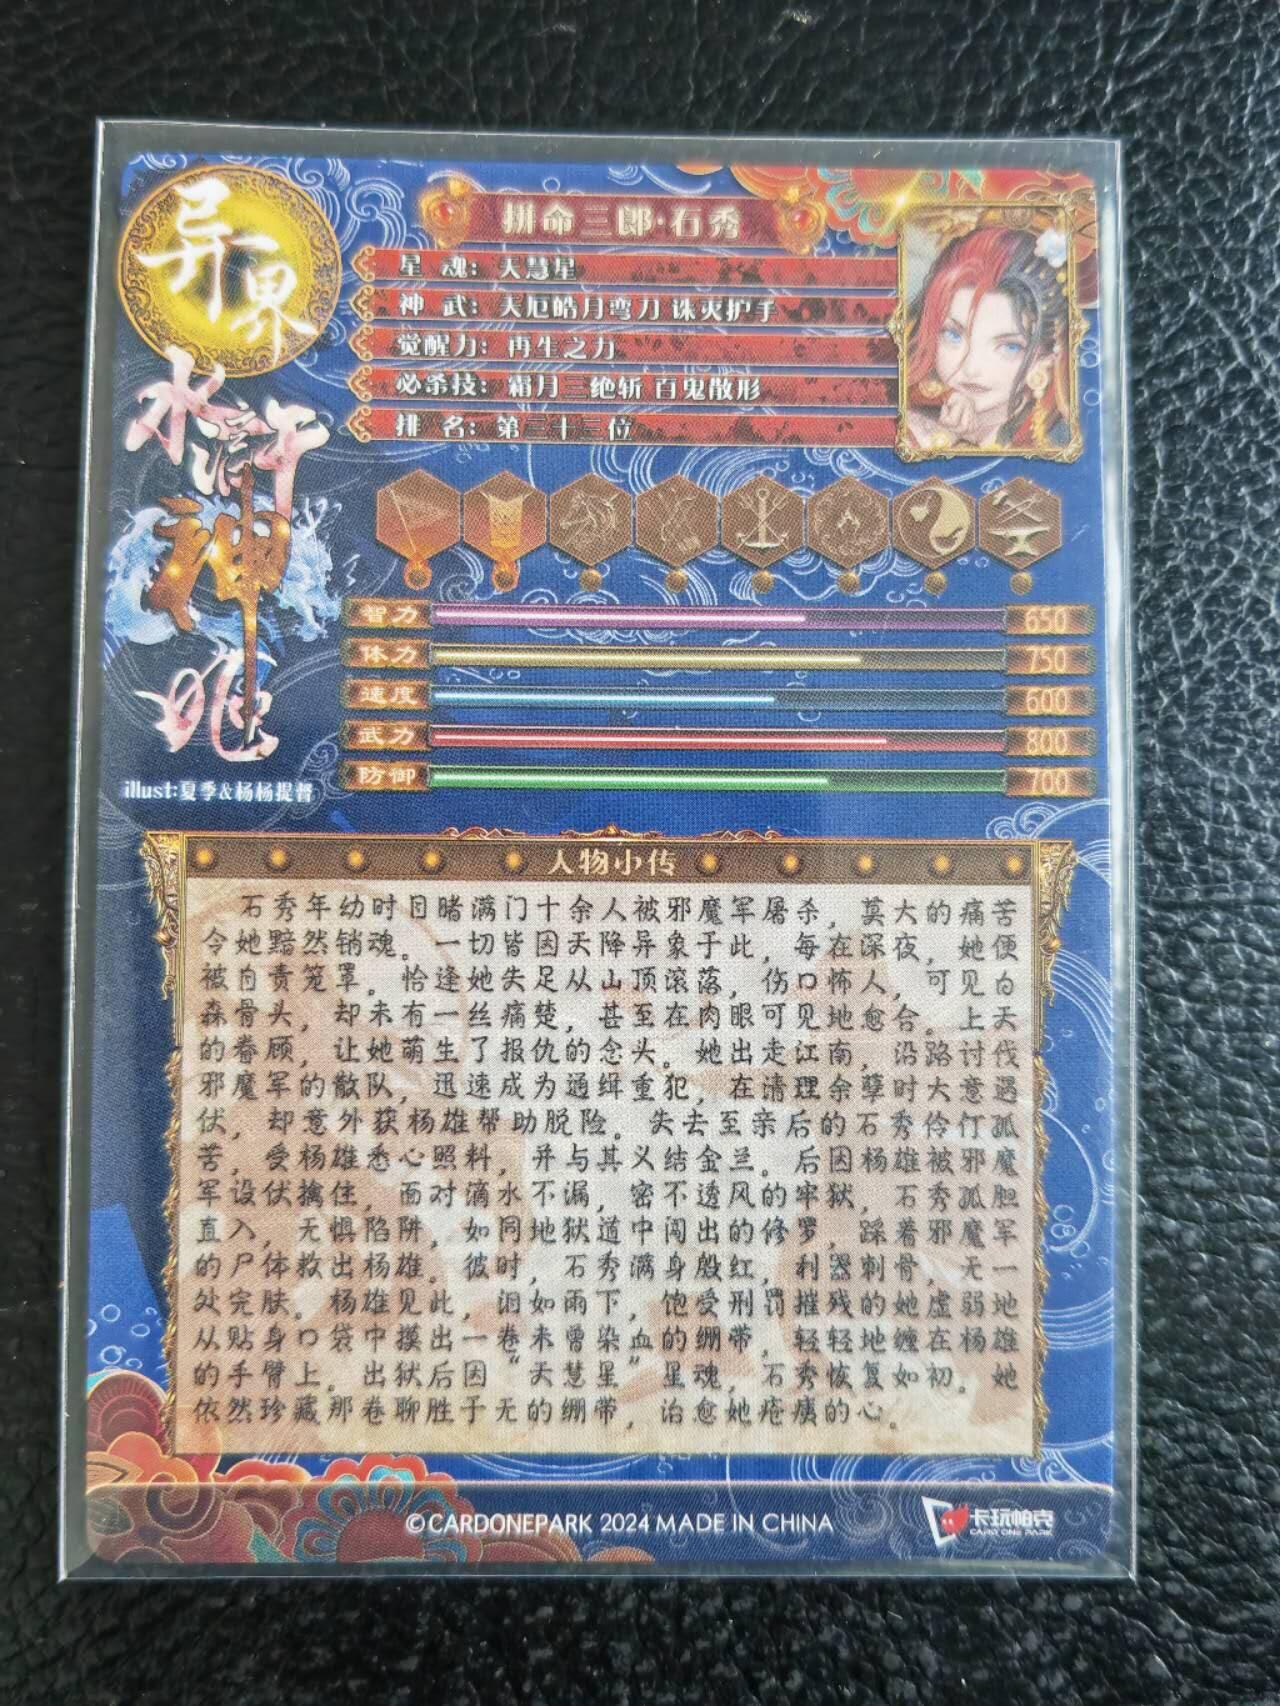 异界
水浒
神
魂
illust:夏季&杨杨提督
拼命三郎·石秀
星 魂：天慧星
神 武：天厄皓月弯刀 诛灭护手
觉醒力：再生之力
必杀技：霜月三绝斩 百鬼散形
排 名：第三十三位
智力 650
体力 750
速度 600
武力 800
防御 700
人物小传
石秀年幼时目睹满门十余人被邪魔军屠杀，莫大的痛苦
令她黯然销魂。一切皆因天降异象于此，每在深夜，她便
被自责笼罩。恰逢她失足从山顶滚落，伤口怖人，可见白
森骨头，却未有一丝痛楚，甚至在肉眼可见地愈合。上天
的眷顾，让她萌生了报仇的念头。她出走江南，沿路讨伐
邪魔军的散队，迅速成为通缉重犯，在清理余孽时大意遇
伏，却意外获杨雄帮助脱险。失去至亲后的石秀伶仃孤
苦，受杨雄悉心照料，并与其义结金兰。后因杨雄被邪魔
军设伏擒住，面对滴水不漏，密不透风的牢狱，石秀孤胆
直入，无惧陷阱，如同地狱道中闯出的修罗，踩着邪魔军
的尸体救出杨雄。彼时，石秀满身殷红，利器刺骨，无一
处完肤。杨雄见此，泪如雨下，饱受刑罚摧残的她虚弱地
从贴身口袋中摸出一卷未曾染血的绷带，轻轻地缠在杨雄
的手臂上。出狱后因“天慧星”星魂，石秀恢复如初。她
依然珍藏那卷聊胜于无的绷带，治愈她疮痍的心。
©CARDONEPARK 2024 MADE IN CHINA
卡玩帕克
CARD ONE PARK